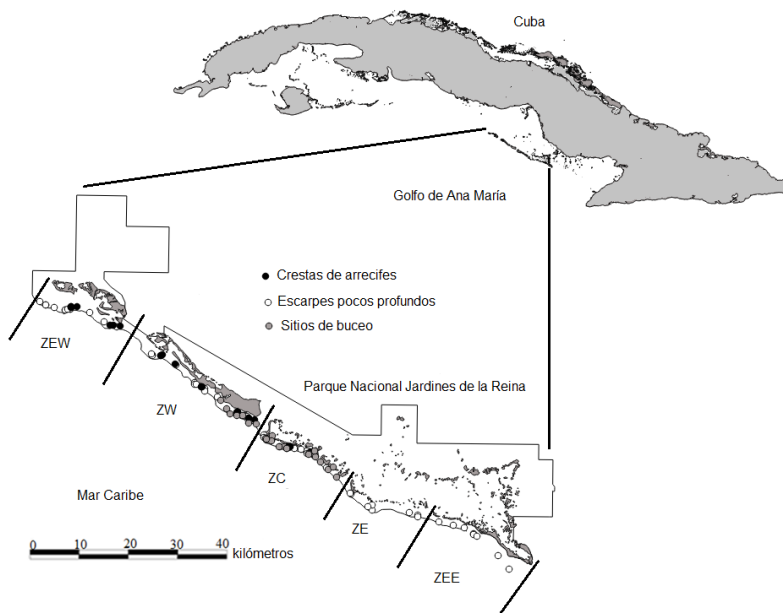 Cuba
Golfo de Ana María
Crestas de arrecifes
Escarpes pocos profundos
Sitios de buceo
ZEW
Parque Nacional Jardines de la Reina
ZW
ZC
Mar Caribe
ZE
0 10 20 30 40
kilómetros
ZEE